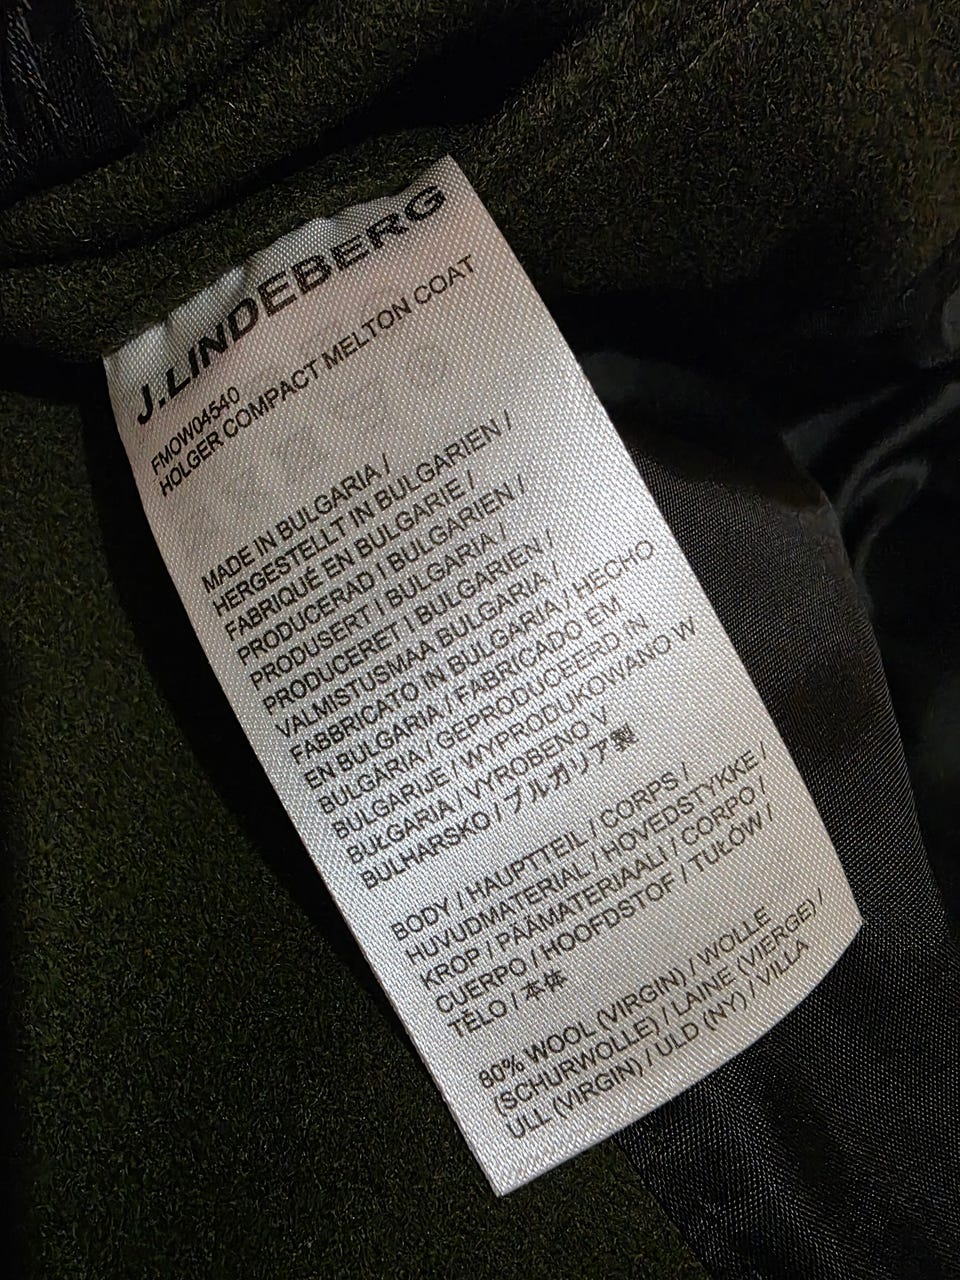 J.LINDEBERG
FMOW04540
HOLGER COMPACT MELTON COAT
MADE IN BULGARIA /
HERGESTELLT IN BULGARIEN /
FABRIQUÉ EN BULGARIE /
PRODUCERAD I BULGARIEN /
PRODUSERT I BULGARIA /
PRODUCERET I BULGARIEN /
VALMISTUSMAA BULGARIA /
FABBRICATO IN BULGARIA / HECHO
EN BULGARIA / FABRICADO EM
BULGÁRIA / GEPRODUCEERD IN
BULGARIJE / WYPRODUKOWANO W
BUŁGARIA / VYROBENO V
BULHARSKO / ブルガリア製
BODY / HAUPTTEIL / CORPS /
HUVUDMATERIAL / HOVEDSTYKKE /
KROP / PÄÄMATERIAALI / CORPO /
CUERPO / HOOFDSTOF / TUŁÓW /
TĚLO / 本体
80% WOOL (VIRGIN) / WOLLE
(SCHURWOLLE) / LAINE (VIERGE) /
ULL (VIRGIN) / ULD (NY) / VILLA